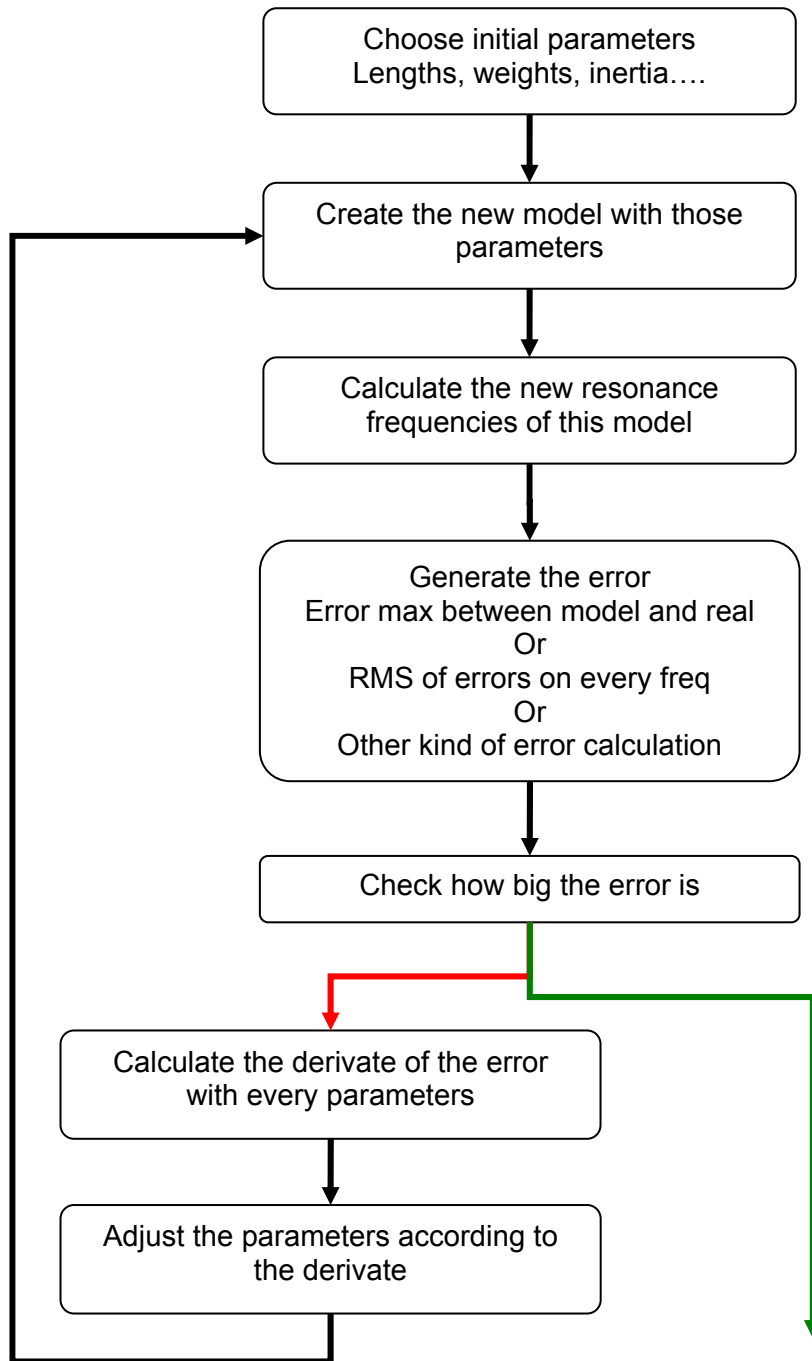 Choose initial parameters
Lengths, weights, inertia….
Create the new model with those
parameters
Calculate the new resonance
frequencies of this model
Generate the error
Error max between model and real
Or
RMS of errors on every freq
Or
Other kind of error calculation
Check how big the error is
Calculate the derivate of the error
with every parameters
Adjust the parameters according to
the derivate